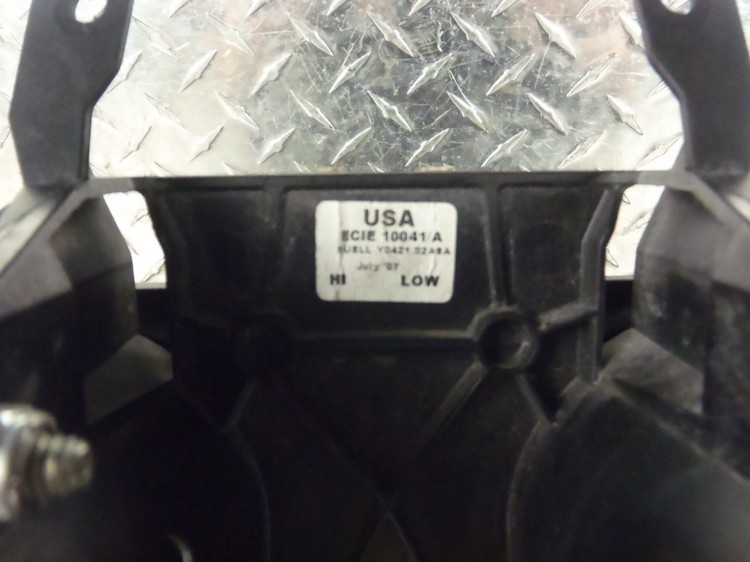 USA
ECIE 10041/A
BUELL Y0421.02A8A
July '07
HI LOW